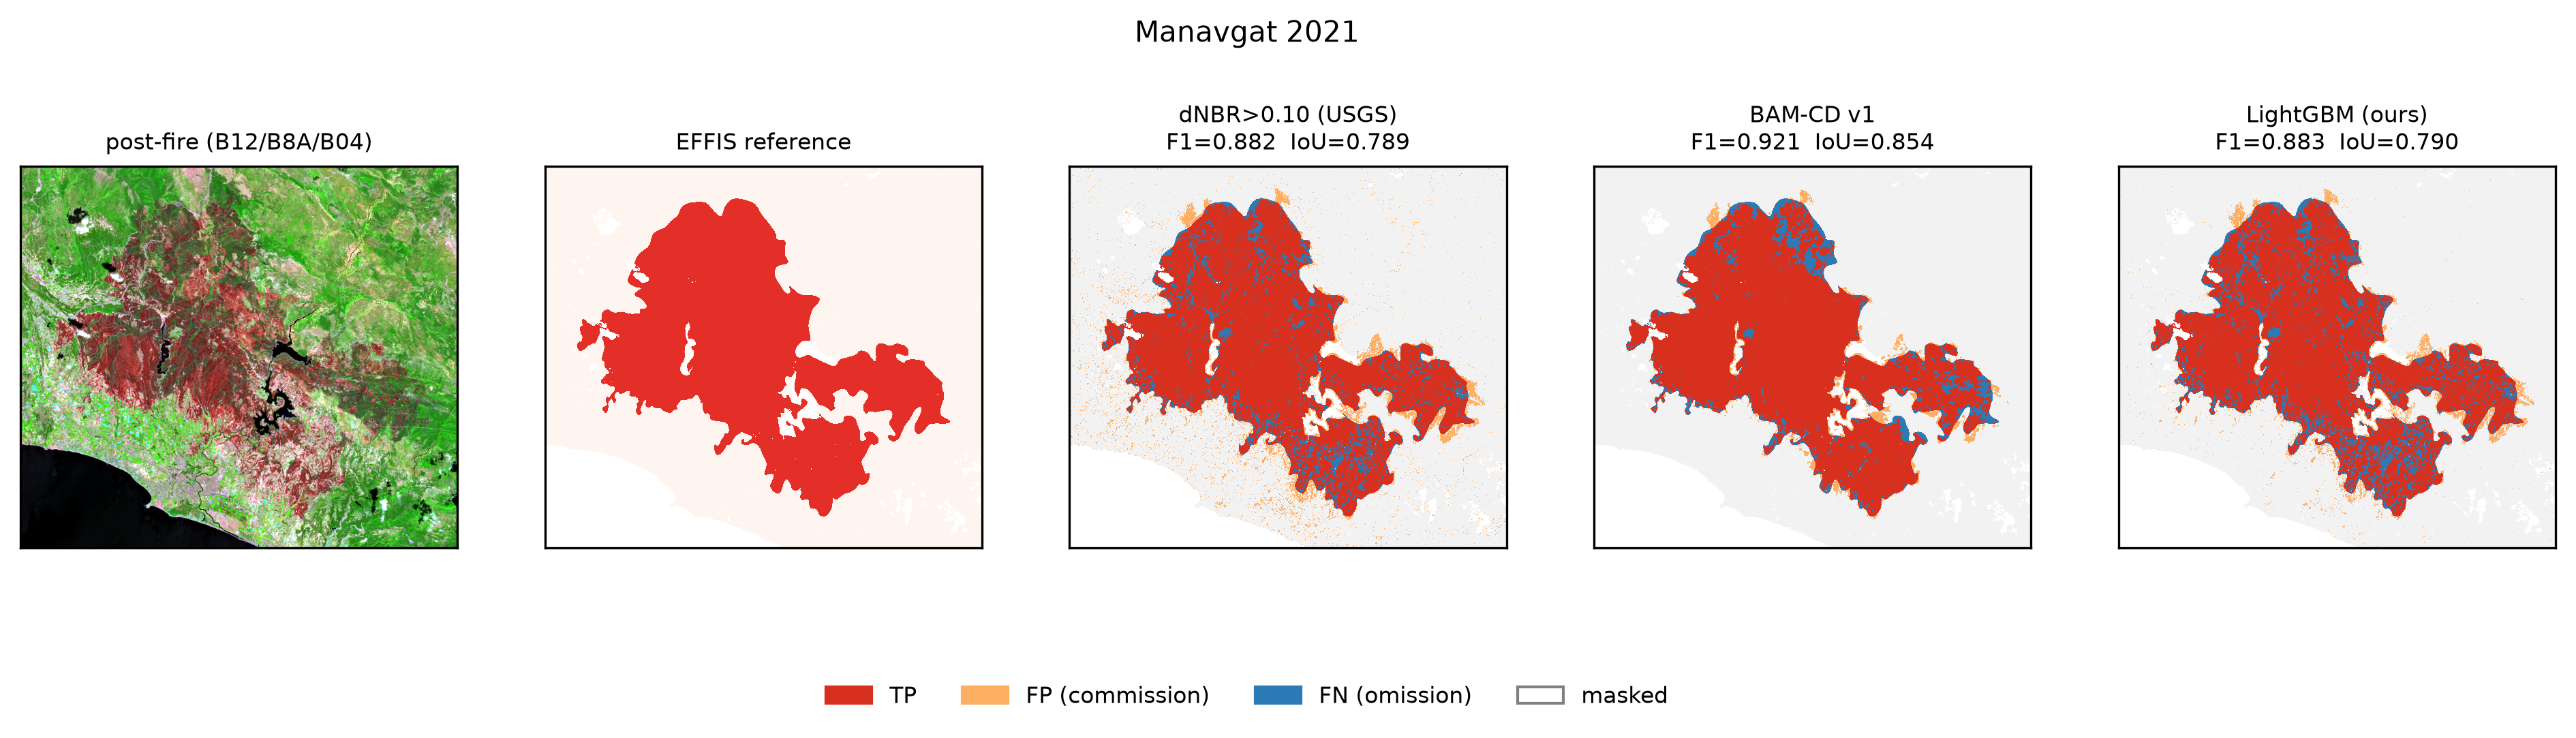 Manavgat 2021
post-fire (B12/B8A/B04)
EFFIS reference
dNBR>0.10 (USGS)
F1=0.882 IoU=0.789
BAM-CD v1
F1=0.921 IoU=0.854
LightGBM (ours)
F1=0.883 IoU=0.790
TP
FP (commission)
FN (omission)
masked